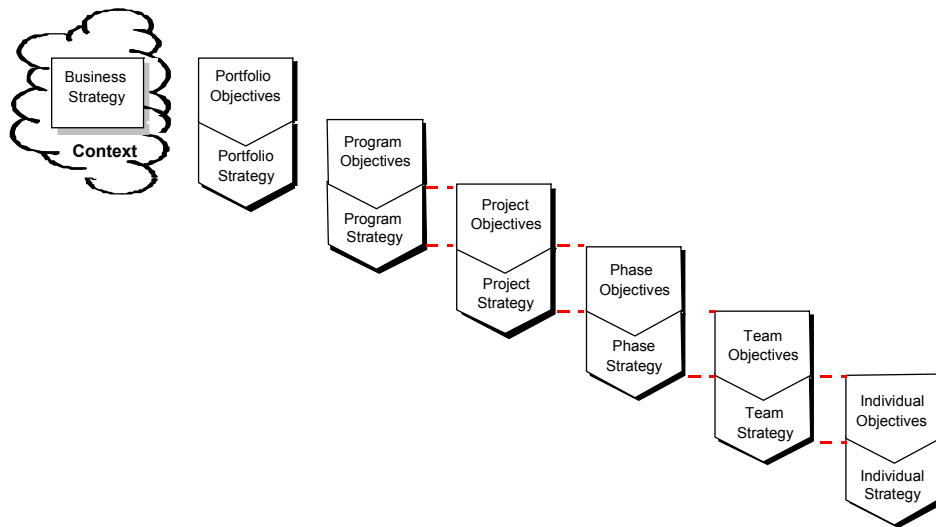 Business
Strategy
Context
Portfolio
Objectives
Portfolio
Strategy
Program
Objectives
Program
Strategy
Project
Objectives
Project
Strategy
Phase
Objectives
Phase
Strategy
Team
Objectives
Team
Strategy
Individual
Objectives
Individual
Strategy